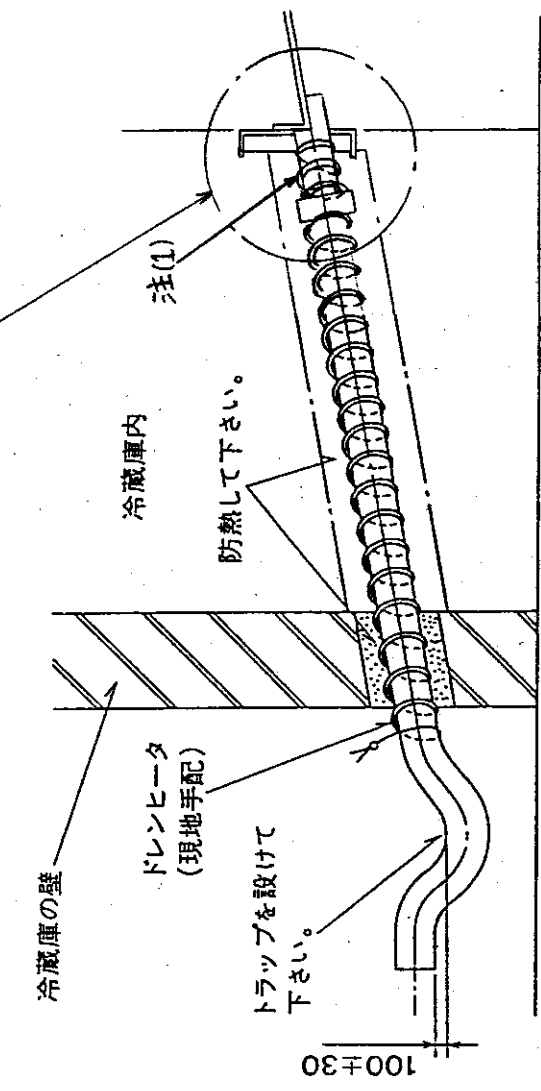 冷蔵庫の壁
ドレンヒータ
(現地手配)
トラップを設けて
下さい。
100±30
冷蔵庫内
防熱して下さい。
注(1)